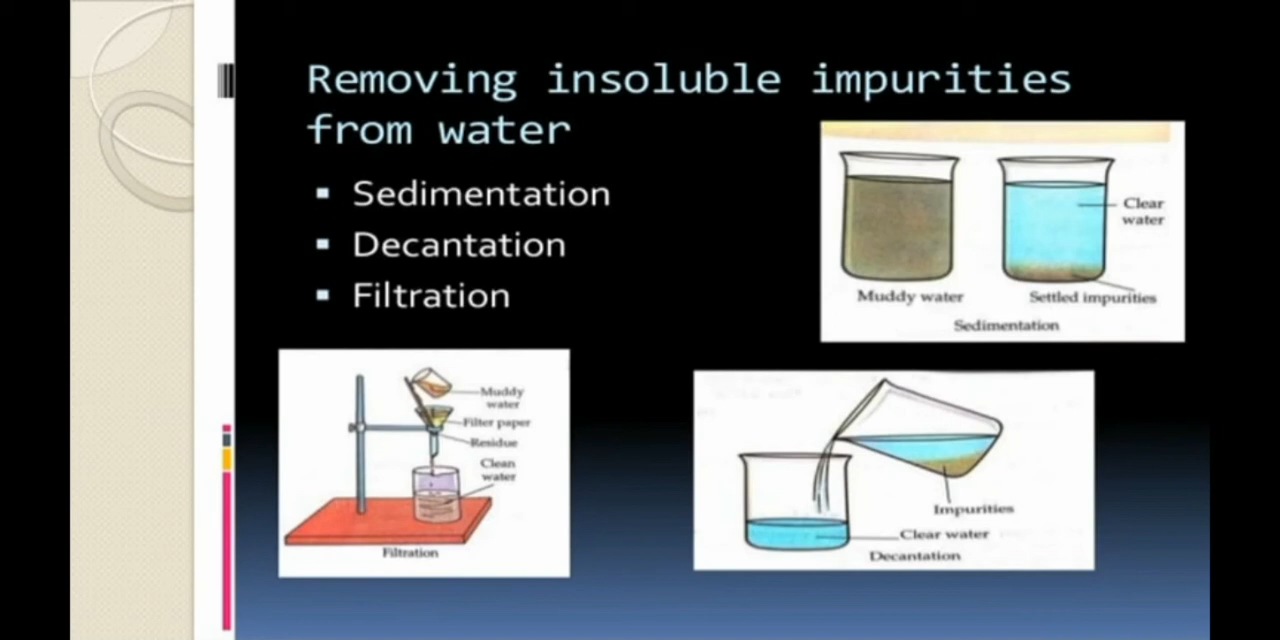 Removing insoluble impurities
from water
▪ Sedimentation
▪ Decantation
▪ Filtration
Clear
water
Muddy water
Settled impurities
Sedimentation
Muddy
water
Filter paper
Residue
Clean
water
Filtration
Impurities
Clear water
Decantation